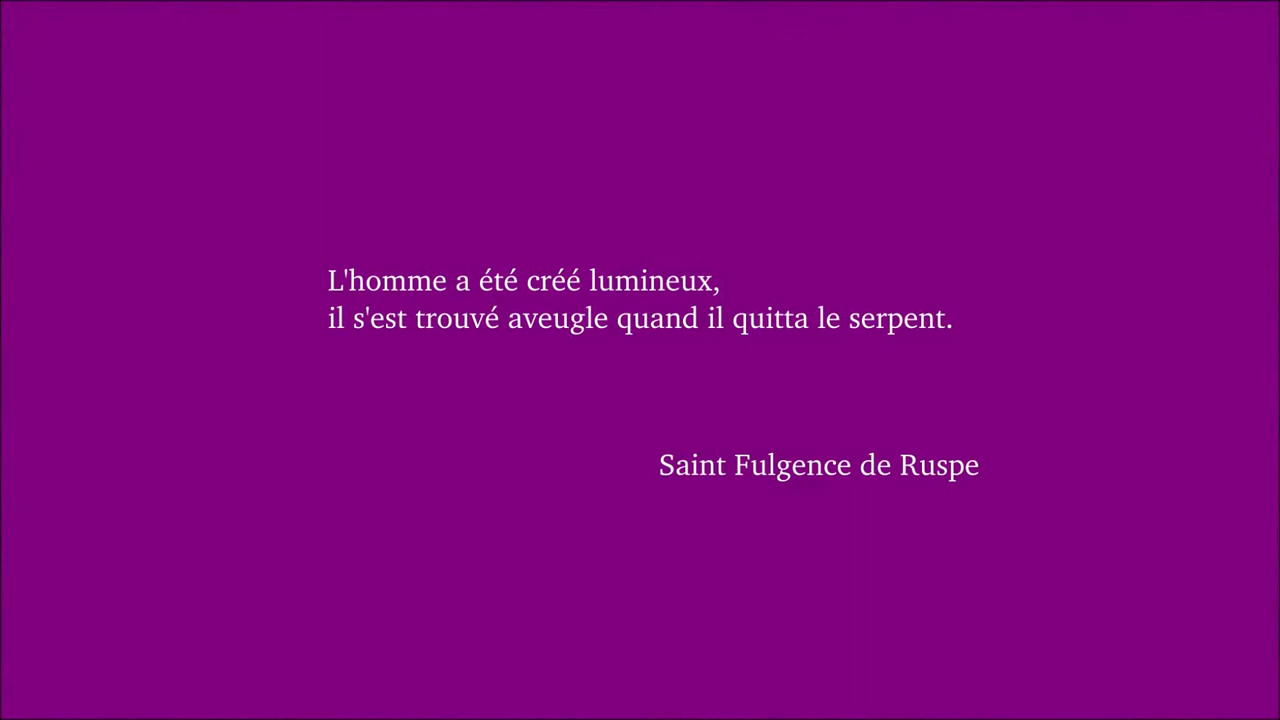 L'homme a été créé lumineux,
il s'est trouvé aveugle quand il quitta le serpent.
Saint Fulgence de Ruspe